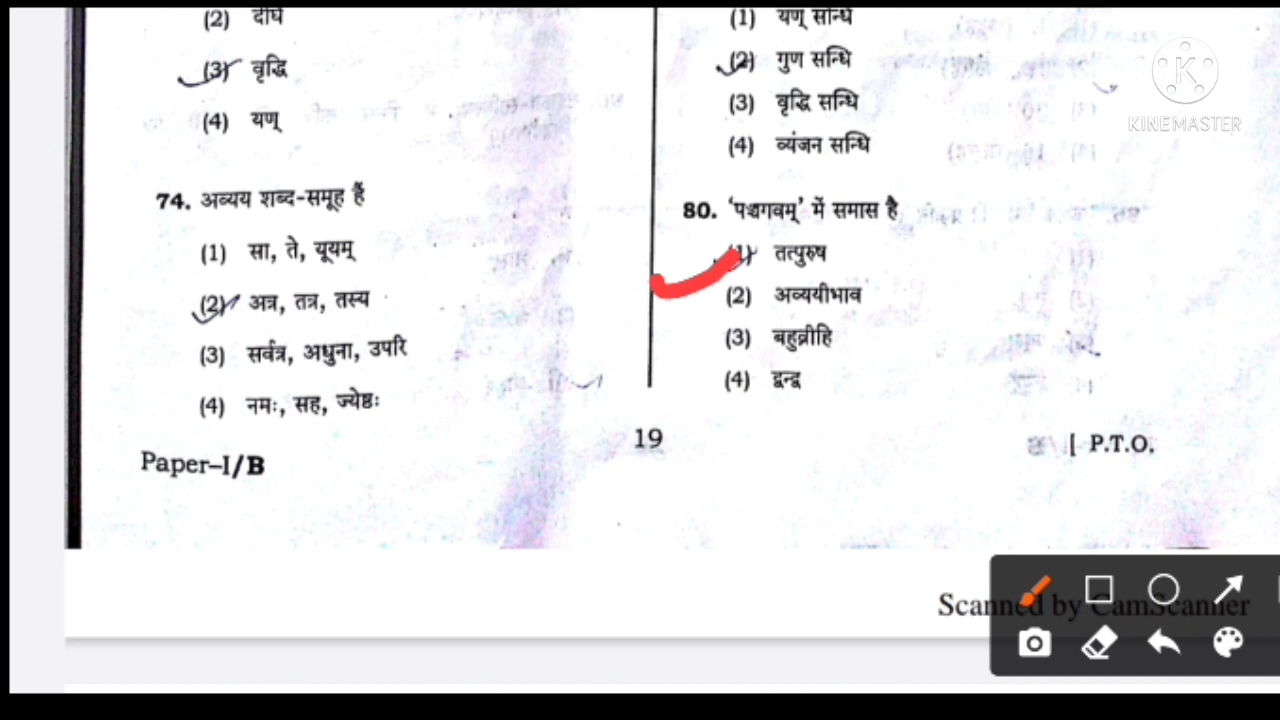 (2) दीर्घ
(3) वृद्धि
(4) यण्
74. अव्यय शब्द-समूह हैं
(1) सा, ते, यूयम्
(2) अत्र, तत्र, तस्य
(3) सर्वत्र, अधुना, उपरि
(4) नमः, सह, ज्येष्ठः
Paper–I/B
(1) यण् सन्धि
(2) गुण सन्धि
(3) वृद्धि सन्धि
(4) व्यंजन सन्धि
80. 'पञ्चगवम्' में समास है
(1) तत्पुरुष
(2) अव्ययीभाव
(3) बहुव्रीहि
(4) द्वन्द्व
19
[ P.T.O.
Scanned by CamScanner
KINEMASTER